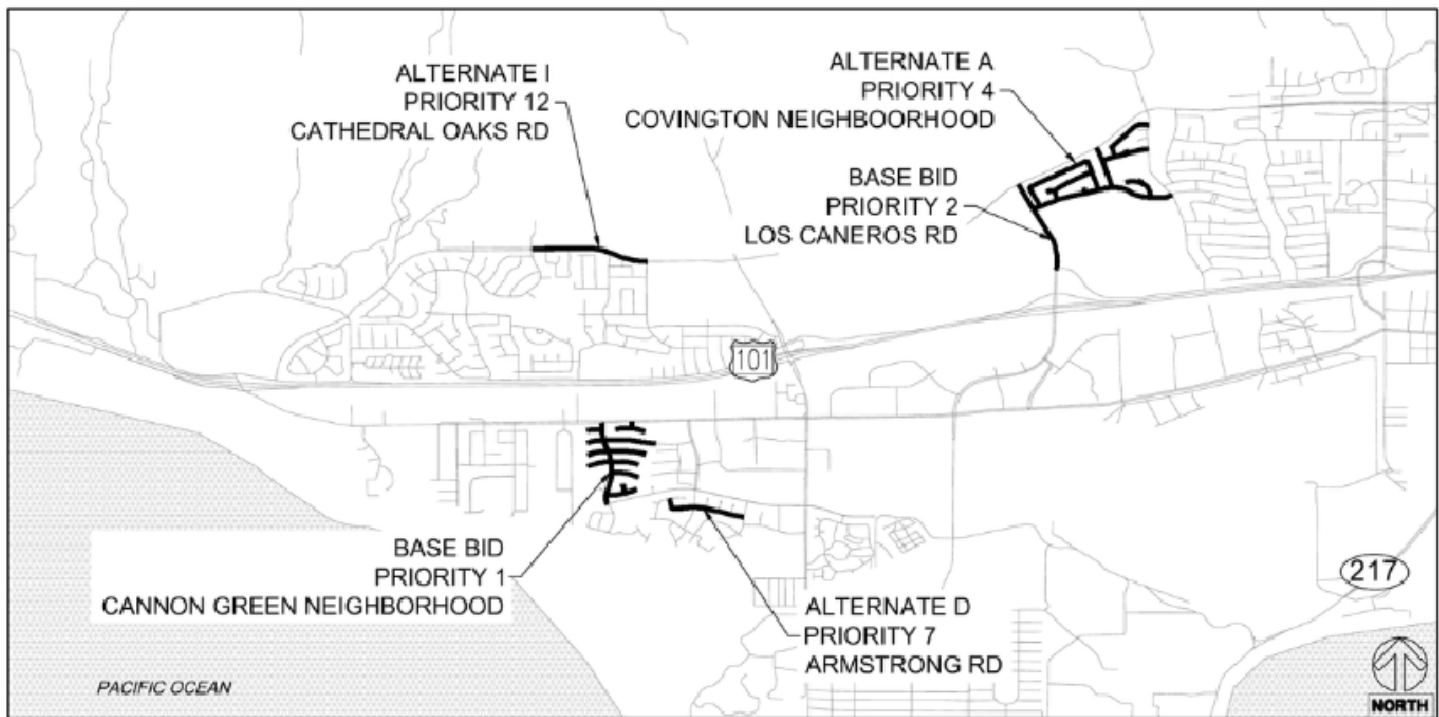 ALTERNATE I
PRIORITY 12
CATHEDRAL OAKS RD
ALTERNATE A
PRIORITY 4
COVINGTON NEIGHBOORHOOD
BASE BID
PRIORITY 2
LOS CANEROS RD
101
BASE BID
PRIORITY 1
CANNON GREEN NEIGHBORHOOD
ALTERNATE D
PRIORITY 7
ARMSTRONG RD
217
PACIFIC OCEAN
NORTH